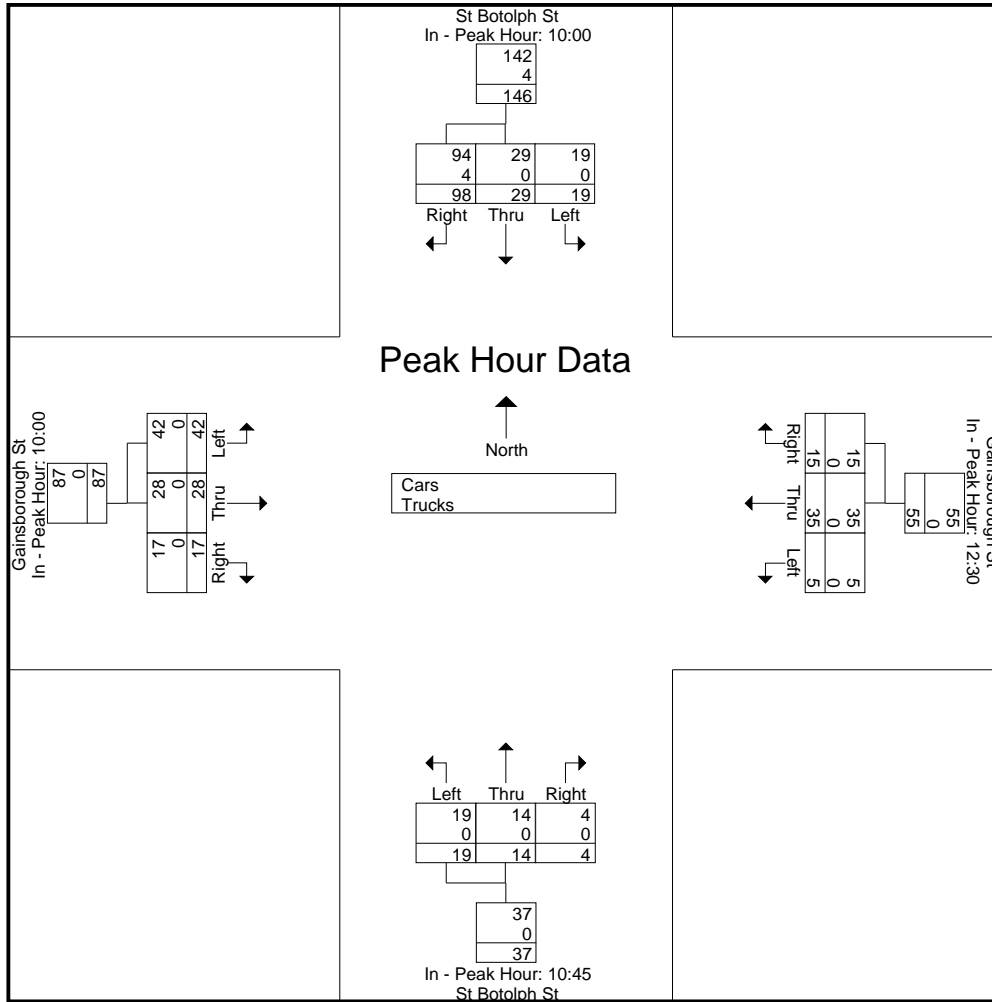 St Botolph St
In - Peak Hour: 10:00
142
4
146
94 29 19
4 0 0
98 29 19
Right Thru Left
Peak Hour Data
North
Cars
Trucks
Gainsborough St
In - Peak Hour: 10:00
87
0
87
42 0 42
Left
28 0 28
Thru
17 0 17
Right
Right
15 0 15
Thru
35 0 35
Left
5 0 5
55
0
55
Gainsborough St
In - Peak Hour: 12:30
Left Thru Right
19 14 4
0 0 0
19 14 4
37
0
37
In - Peak Hour: 10:45
St Botolph St